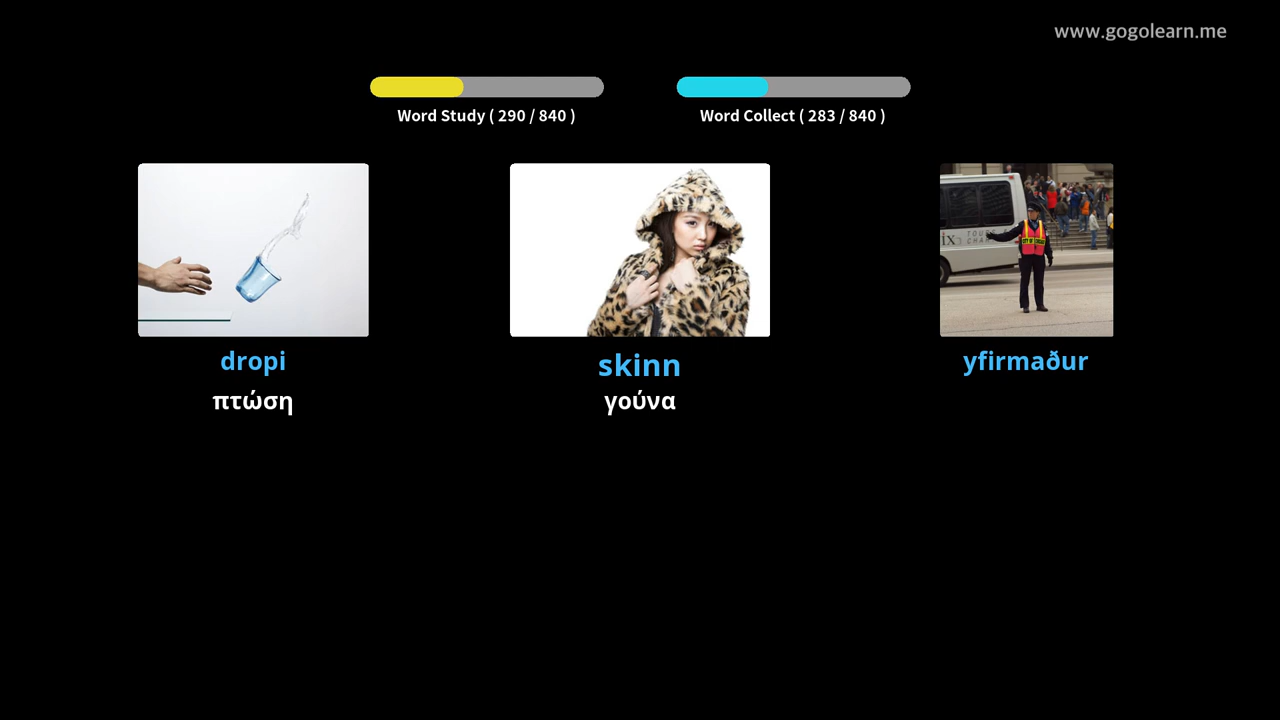 www.gogolearn.me
Word Study ( 290 / 840 )
Word Collect ( 283 / 840 )
dropi
πτώση
skinn
γούνα
yfirmaður